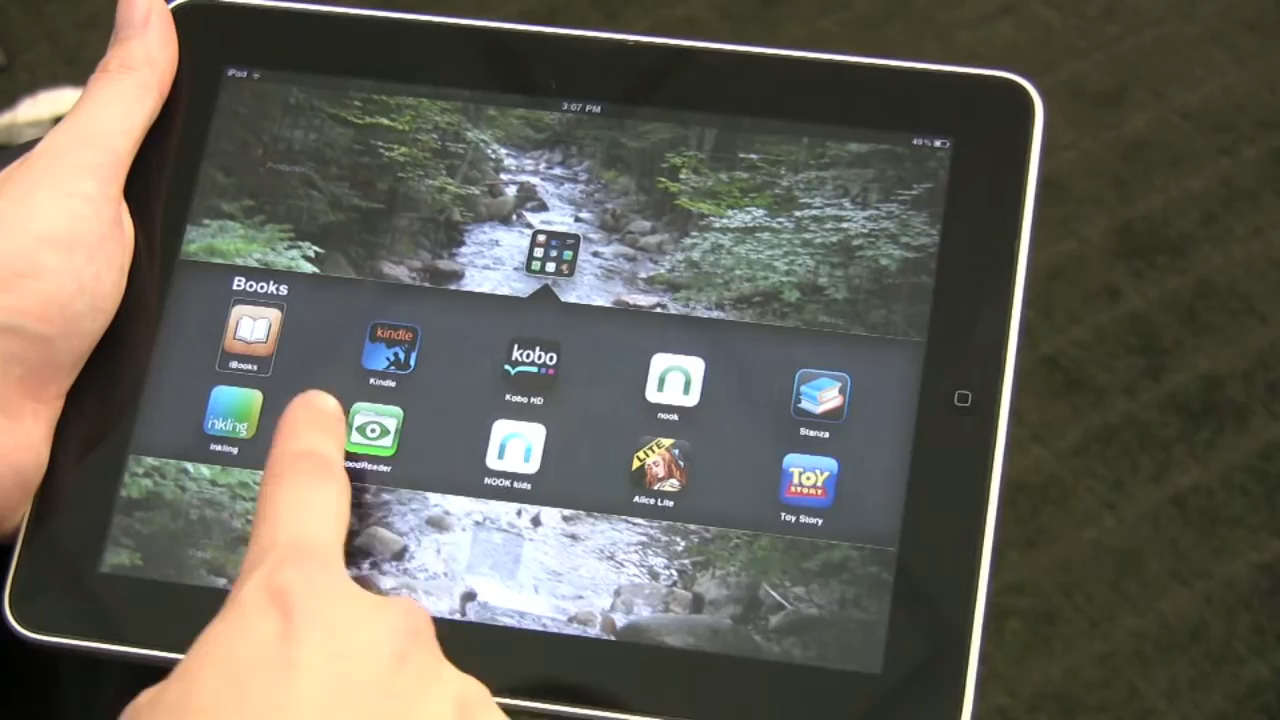 iPad
3:07 PM
49%
Books
kindle
kobo
iBooks
Kindle
Kobo HD
nook
Stanza
inkling
LITE
TOY
STORY
Inkling
GoodReader
NOOK kids
Alice Lite
Toy Story